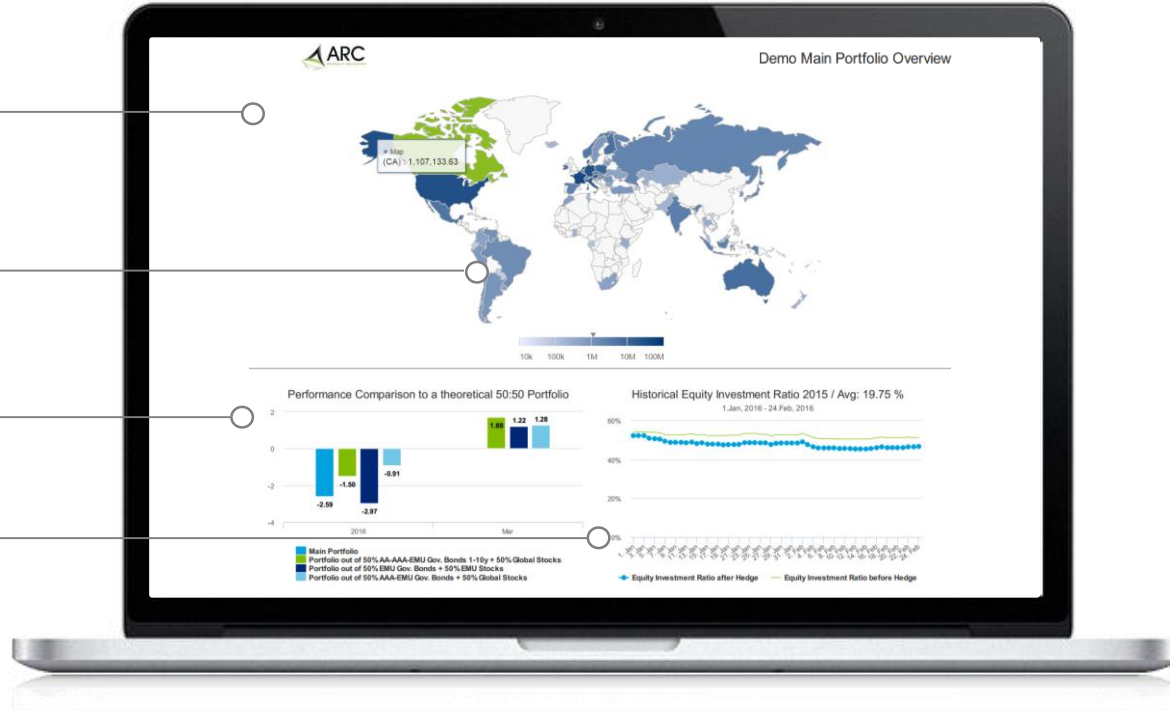 ARC
Demo Main Portfolio Overview
» Map
(CA) : 1,107,133.63
10k 100k 1M 10M 100M
Performance Comparison to a theoretical 50:50 Portfolio
2
0
-2
-4
-2.59
-1.50
-2.97
-0.91
1.69
1.22
1.28
2016
Mar
Main Portfolio
Portfolio out of 50% AA-AAA-EMU Gov. Bonds 1-10y + 50% Global Stocks
Portfolio out of 50% EMU Gov. Bonds + 50% EMU Stocks
Portfolio out of 50% AAA-EMU Gov. Bonds + 50% Global Stocks
Historical Equity Investment Ratio 2015 / Avg: 19.75 %
1.Jan, 2016 - 24.Feb, 2016
60%
40%
20%
Equity Investment Ratio after Hedge
Equity Investment Ratio before Hedge